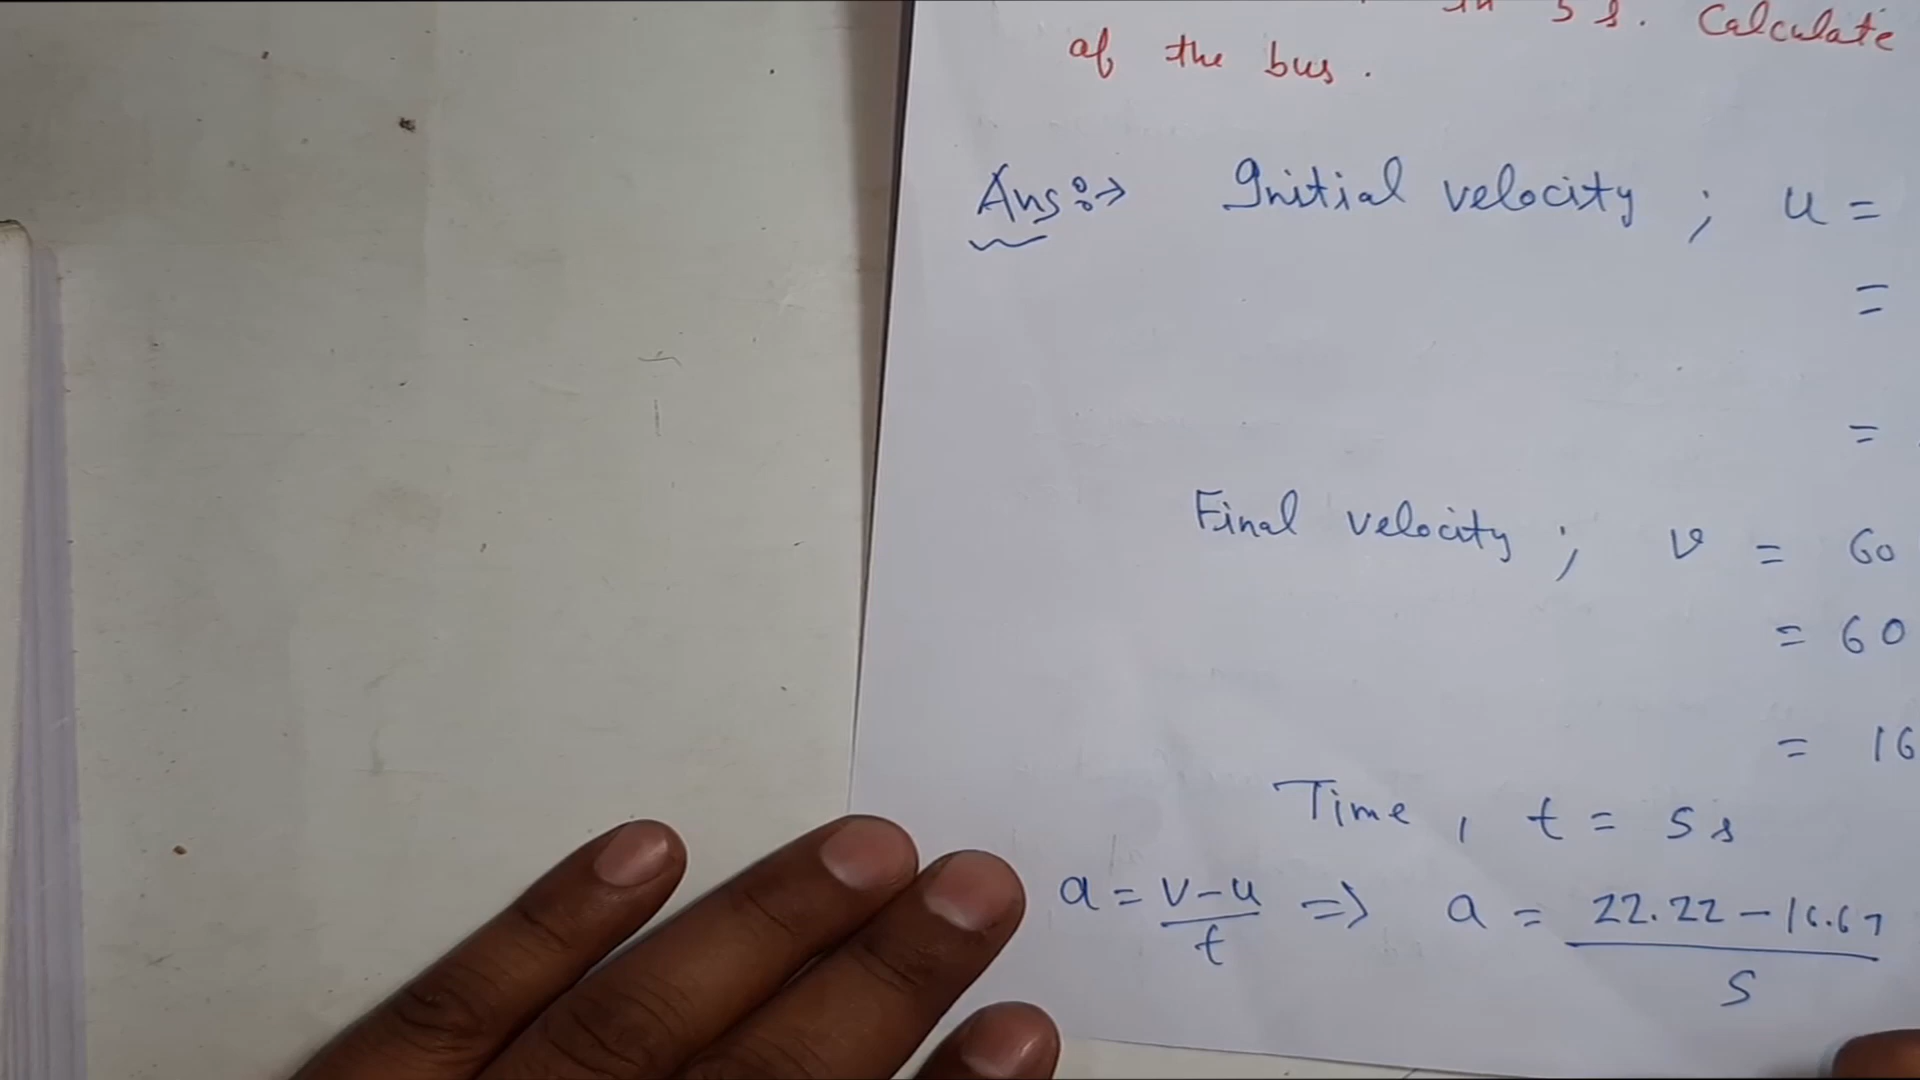 in 5 s. Calculate
of the bus.
Ans :→ Initial velocity ; u =
=
=
Final velocity ; v = 60
= 60
= 16
Time , t = 5 s
a = v-u / t => a = 22.22 - 16.67 / 5